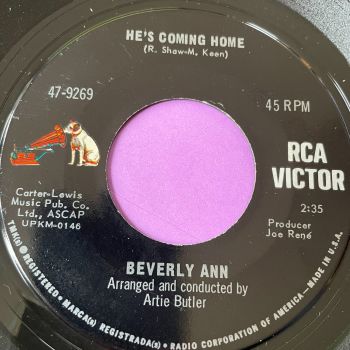 HE'S COMING HOME
(R. Shaw-M. Keen)
47-9269
45 RPM
RCA
VICTOR
Carter-Lewis
Music Pub. Co.
Ltd., ASCAP
UPKM-0146
2:35
Producer
Joe René
BEVERLY ANN
Arranged and conducted by
Artie Butler
TMK(s) ® REGISTERED • MARCA(s) REGISTRADA(s) • RADIO CORPORATION OF AMERICA—MADE IN U.S.A.